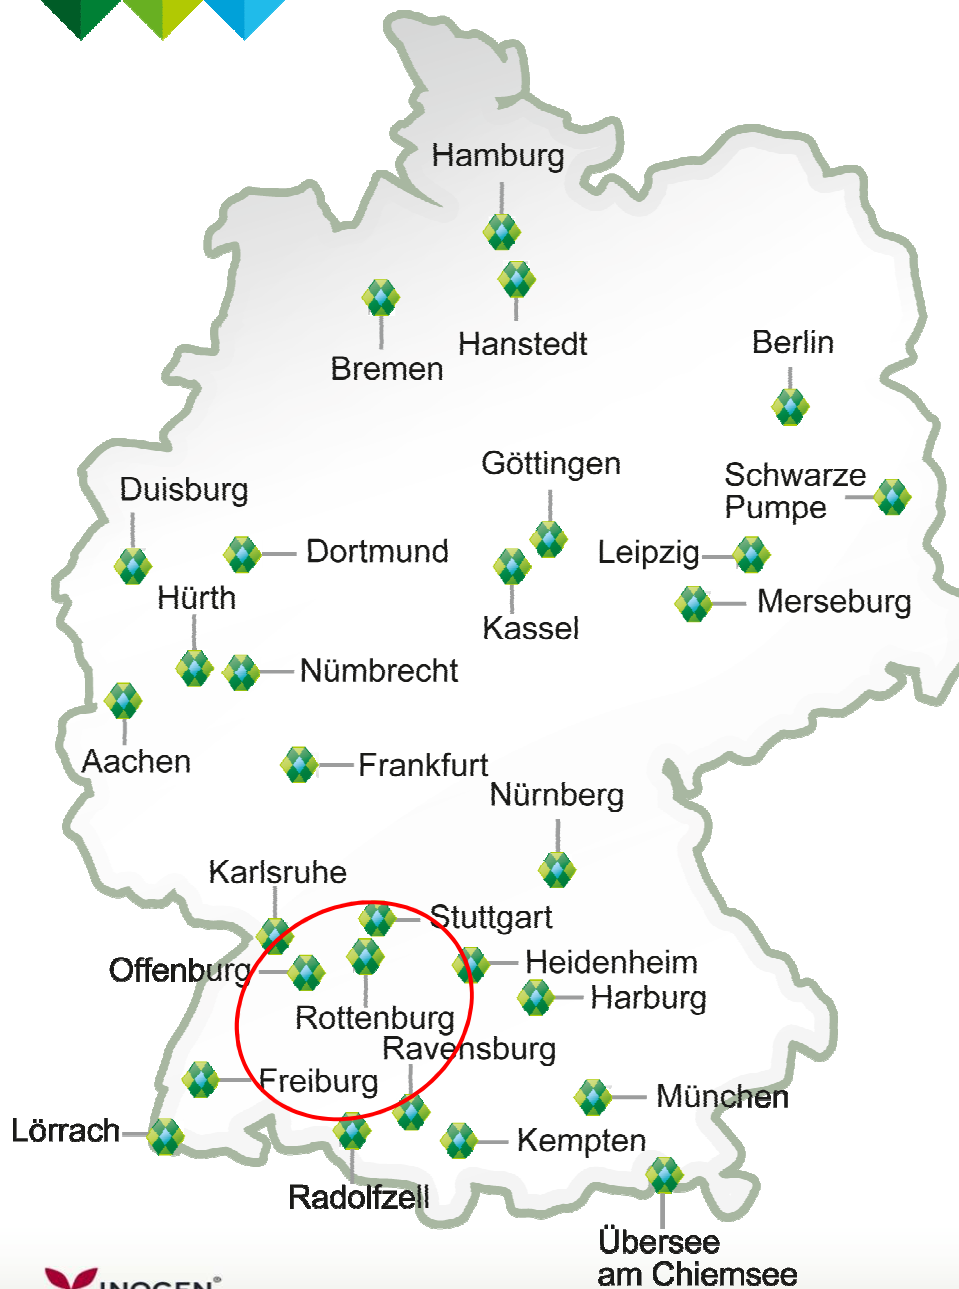 Hamburg
Hanstedt
Bremen
Berlin
Göttingen
Schwarze
Pumpe
Duisburg
Dortmund
Leipzig
Hürth
Merseburg
Kassel
Nümbrecht
Aachen
Frankfurt
Nürnberg
Karlsruhe
Stuttgart
Offenburg
Heidenheim
Harburg
Rottenburg
Ravensburg
Freiburg
München
Lörrach
Kempten
Radolfzell
Übersee
am Chiemsee
INOGEN®